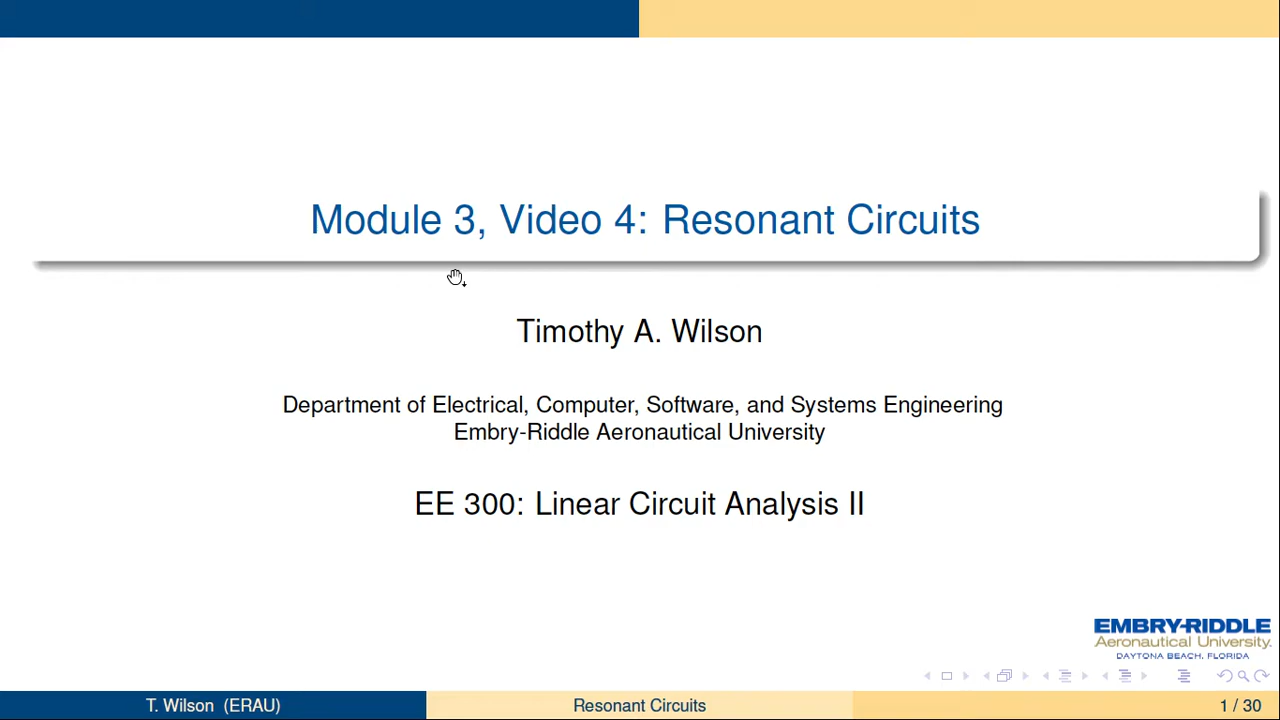 Module 3, Video 4: Resonant Circuits
Timothy A. Wilson
Department of Electrical, Computer, Software, and Systems Engineering
Embry-Riddle Aeronautical University
EE 300: Linear Circuit Analysis II
EMBRY-RIDDLE
Aeronautical University.
DAYTONA BEACH, FLORIDA
T. Wilson (ERAU) Resonant Circuits 1 / 30